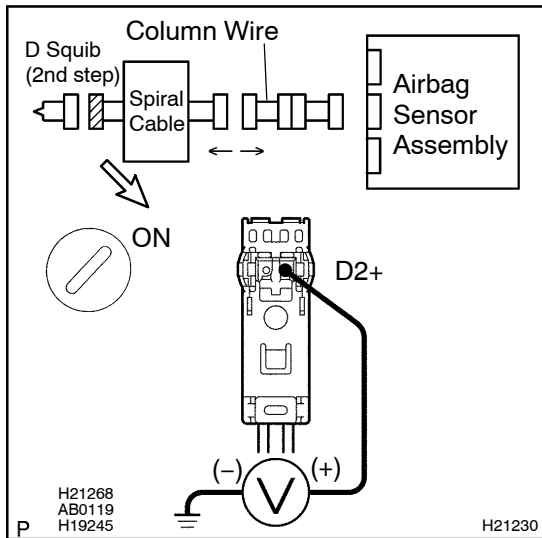 Column Wire
D Squib
(2nd step)
Spiral
Cable
Airbag
Sensor
Assembly
ON
D2+
(−)
V
(+)
H21268
AB0119
H19245
P
H21230